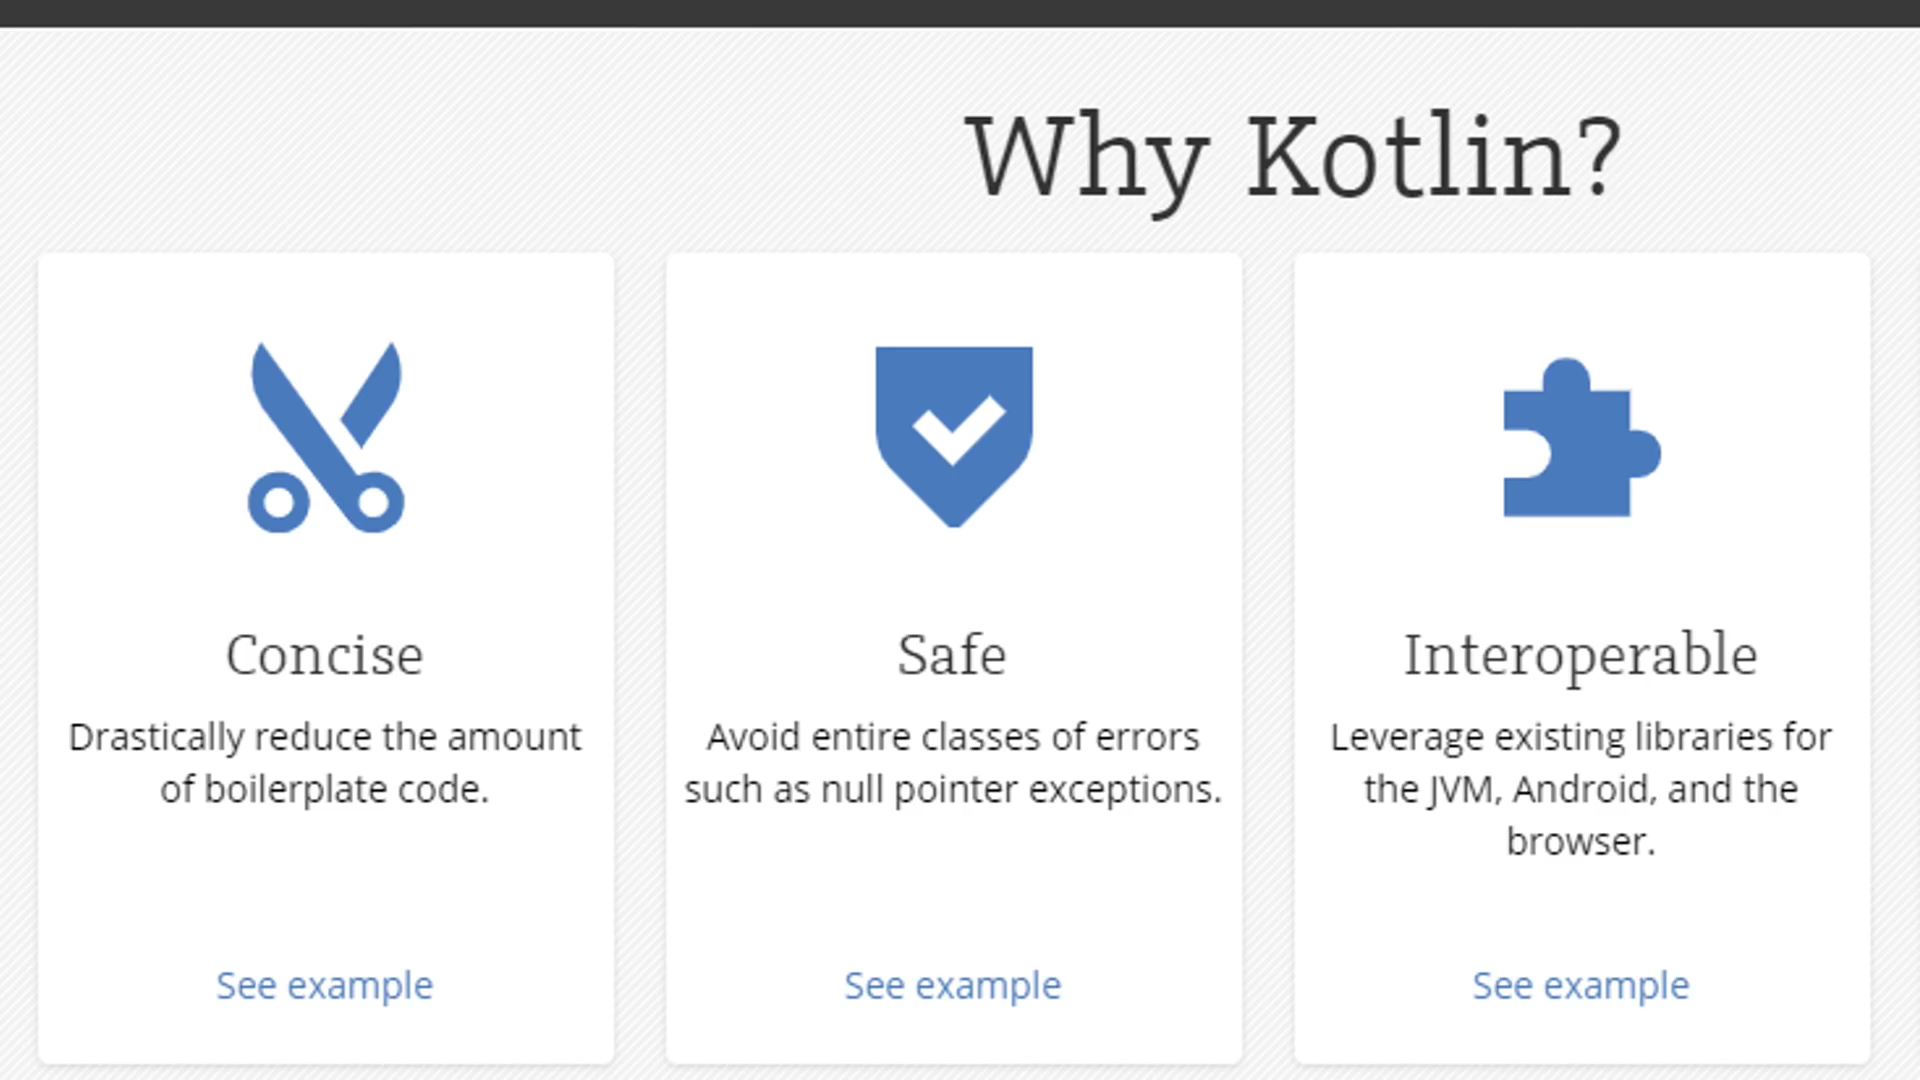 Why Kotlin?
Concise
Drastically reduce the amount
of boilerplate code.
See example
Safe
Avoid entire classes of errors
such as null pointer exceptions.
See example
Interoperable
Leverage existing libraries for
the JVM, Android, and the
browser.
See example